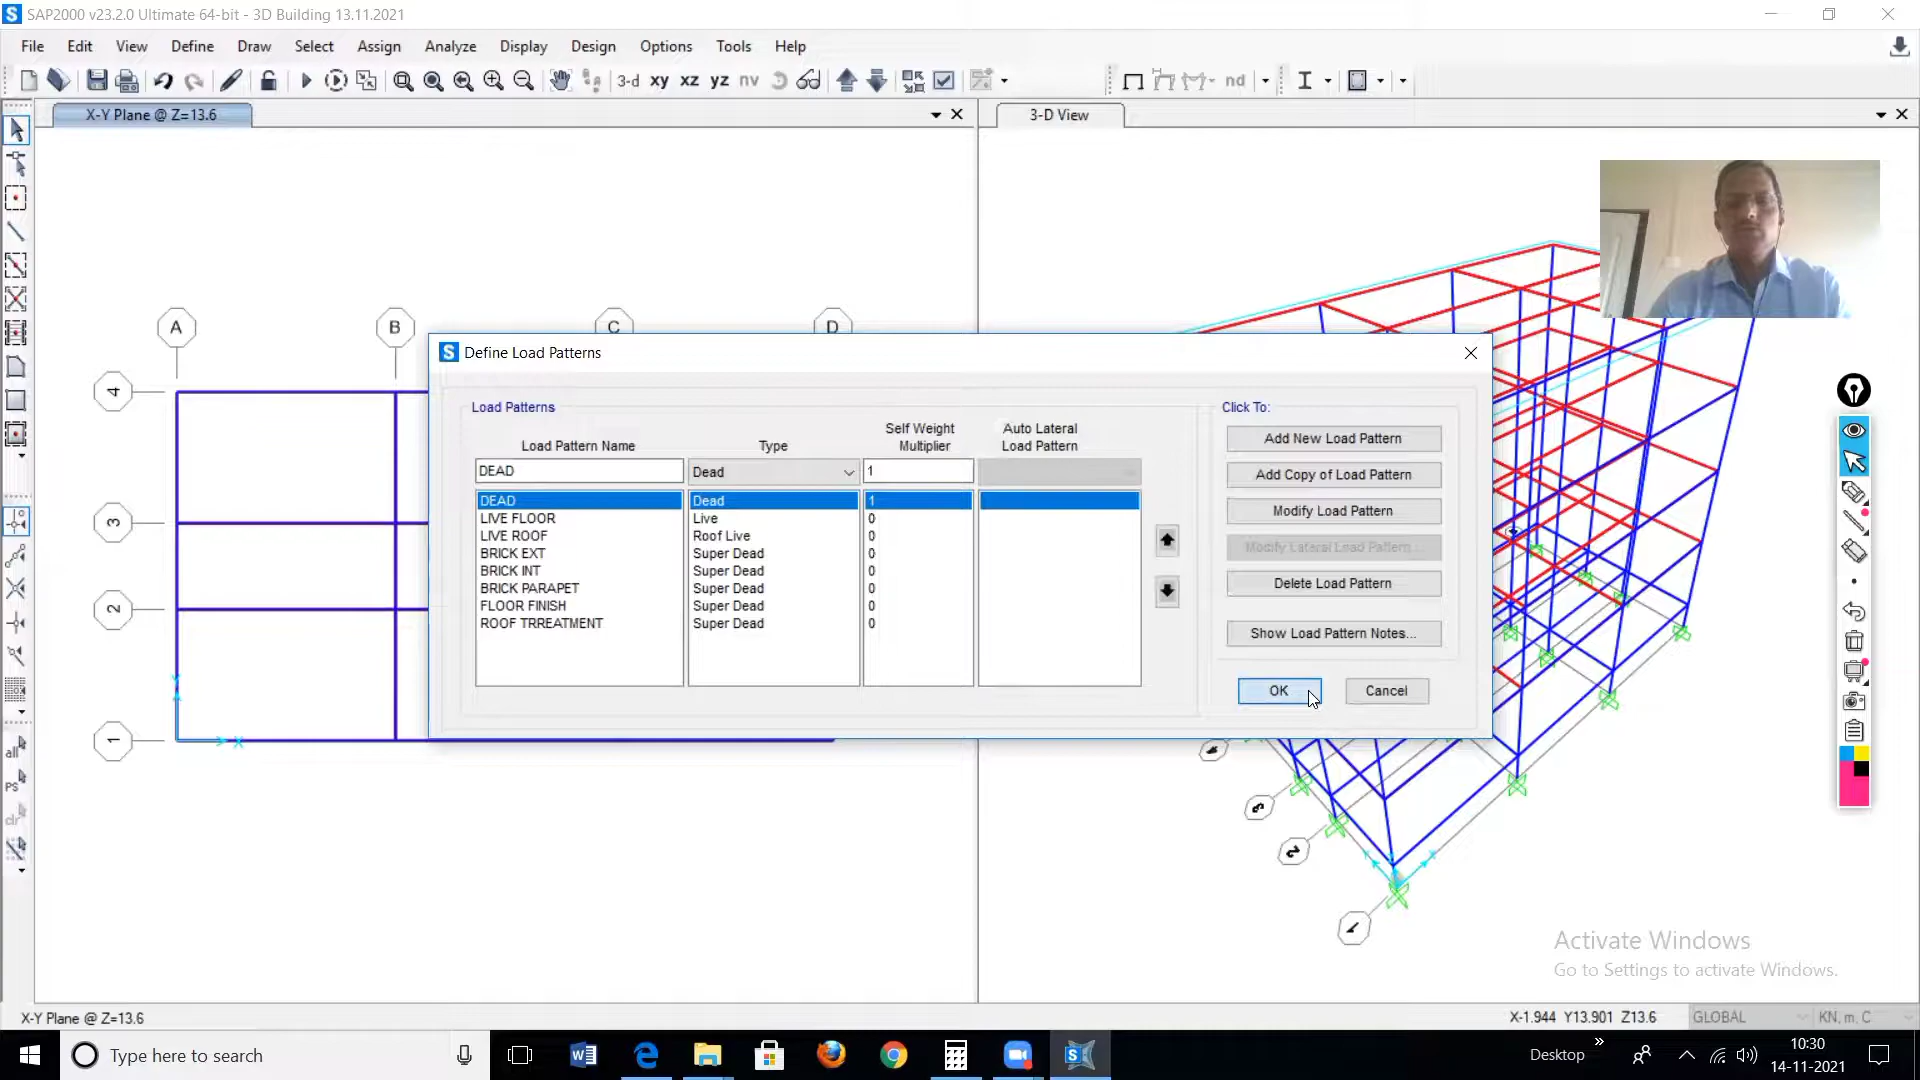 SAP2000 v23.2.0 Ultimate 64-bit - 3D Building 13.11.2021
File Edit View Define Draw Select Assign Analyze Display Design Options Tools Help
3-d xy xz yz nv nd
X-Y Plane @ Z=13.6
3-D View
A B C D
4
3
2
1
Define Load Patterns
Load Patterns
Click To:
Load Pattern Name Type Self Weight Multiplier Auto Lateral Load Pattern
DEAD Dead 1
DEAD Dead 1
LIVE FLOOR Live 0
LIVE ROOF Roof Live 0
BRICK EXT Super Dead 0
BRICK INT Super Dead 0
BRICK PARAPET Super Dead 0
FLOOR FINISH Super Dead 0
ROOF TRREATMENT Super Dead 0
Add New Load Pattern
Add Copy of Load Pattern
Modify Load Pattern
Modify Lateral Load Pattern...
Delete Load Pattern
Show Load Pattern Notes...
OK Cancel
all
PS
clr
Activate Windows
Go to Settings to activate Windows.
X-Y Plane @ Z=13.6
X-1.944 Y13.901 Z13.6 GLOBAL KN, m, C
Type here to search
Desktop
10:30
14-11-2021